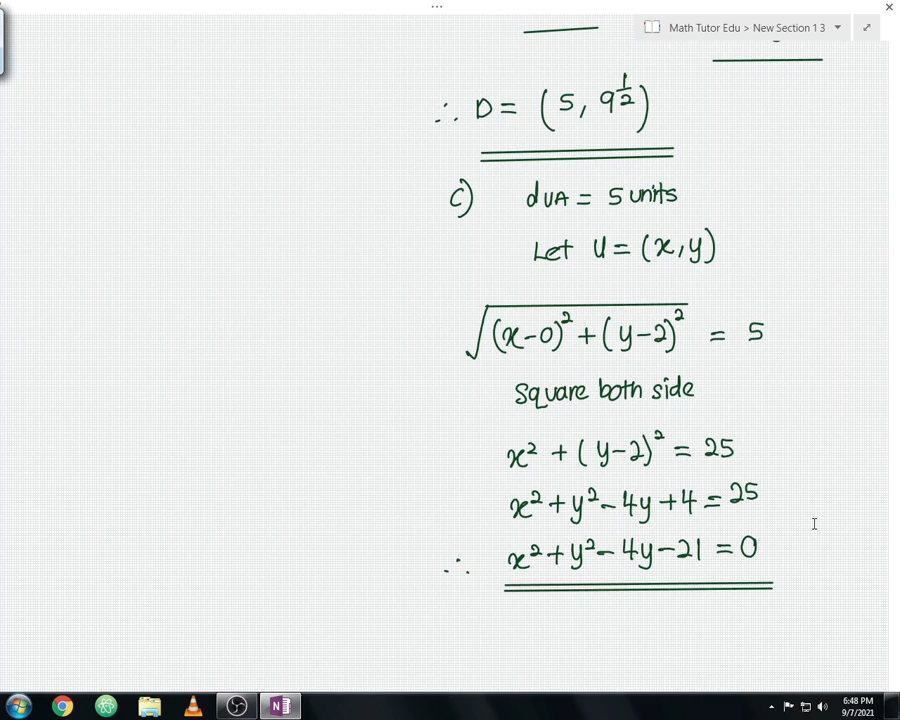 Math Tutor Edu > New Section 1 3
∴ D = (5, 9½)
c) dUA = 5 units
Let U = (x, y)
√((x-0)² + (y-2)²) = 5
Square both side
x² + (y-2)² = 25
x² + y² - 4y + 4 = 25
∴ x² + y² - 4y - 21 = 0
6:48 PM
9/7/2021